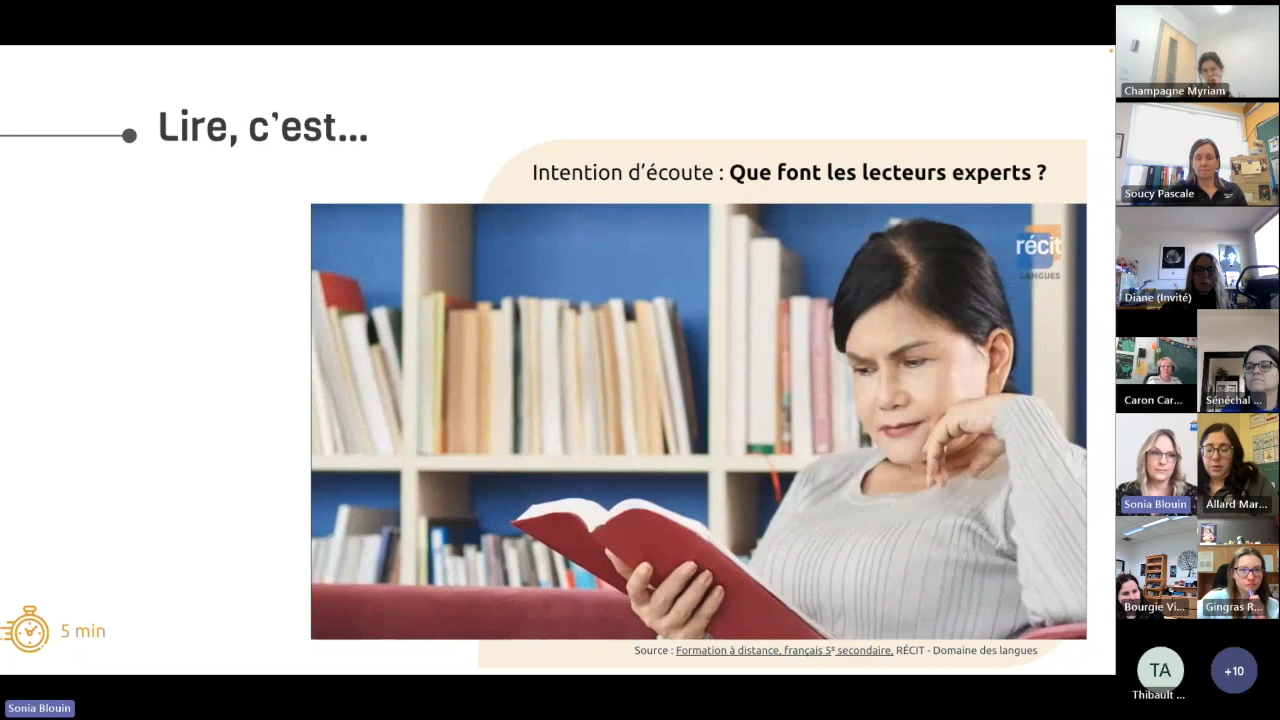 Lire, c'est...
Intention d'écoute : Que font les lecteurs experts ?
récit
LANGUES
5 min
Source : Formation à distance, français 5e secondaire, RÉCIT - Domaine des langues
Sonia Blouin
Champagne Myriam
Soucy Pascale
Diane (Invité)
Caron Car...
Sénéchal ...
Sonia Blouin
Allard Mar...
Bourgie Vi...
Gingras R...
TA
Thibault ...
+10